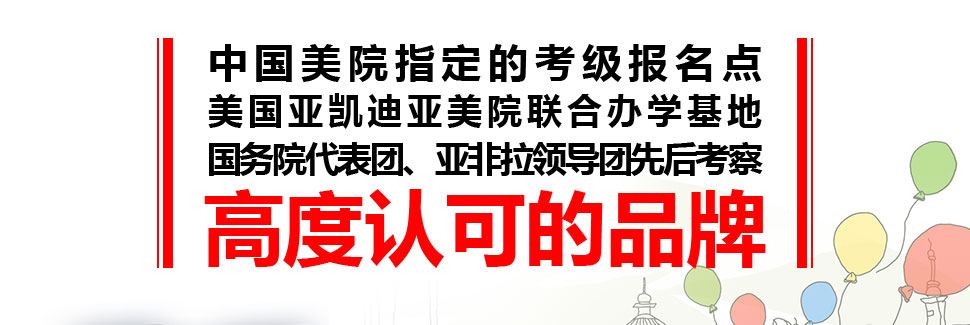 中国美院指定的考级报名点
美国亚凯迪亚美院联合办学基地
国务院代表团、亚非拉领导团先后考察
高度认可的品牌